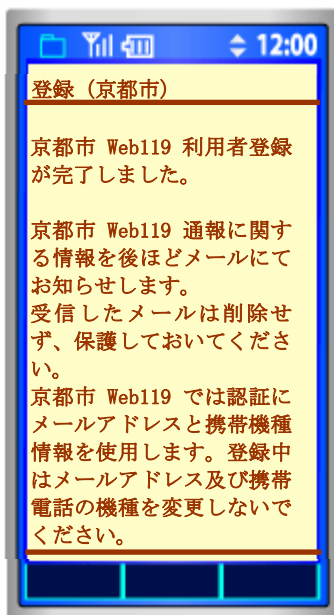 12:00
登録（京都市）
京都市 Web119 利用者登録
が完了しました。
京都市 Web119 通報に関す
る情報を後ほどメールにて
お知らせします。
受信したメールは削除せ
ず、保護しておいてくださ
い。
京都市 Web119 では認証に
メールアドレスと携帯機種
情報を使用します。登録中
はメールアドレス及び携帯
電話の機種を変更しないで
ください。